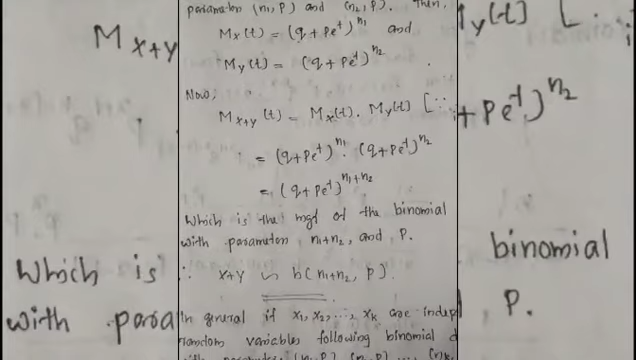 parameters (n₁, P) and (n₂, P). Then,
Mx(t) = (q + pe^t)^n₁ and
My(t) = (q + pe^t)^n₂
Now;
Mx+y (t) = Mx(t). My(t) [∵
= (q + pe^t)^n₁. (q + pe^t)^n₂
= (q + pe^t)^n₁+n₂
Which is the mgf of the binomial
with parameters n₁+n₂, and P.
∴ x+y ∽ b(n₁+n₂, P).
In general if x₁, x₂, ..., xk are indep
random variables following binomial d
Mx+y
Which is
with para
y(t) [
+ pe^t)^n₂
binomial
P.